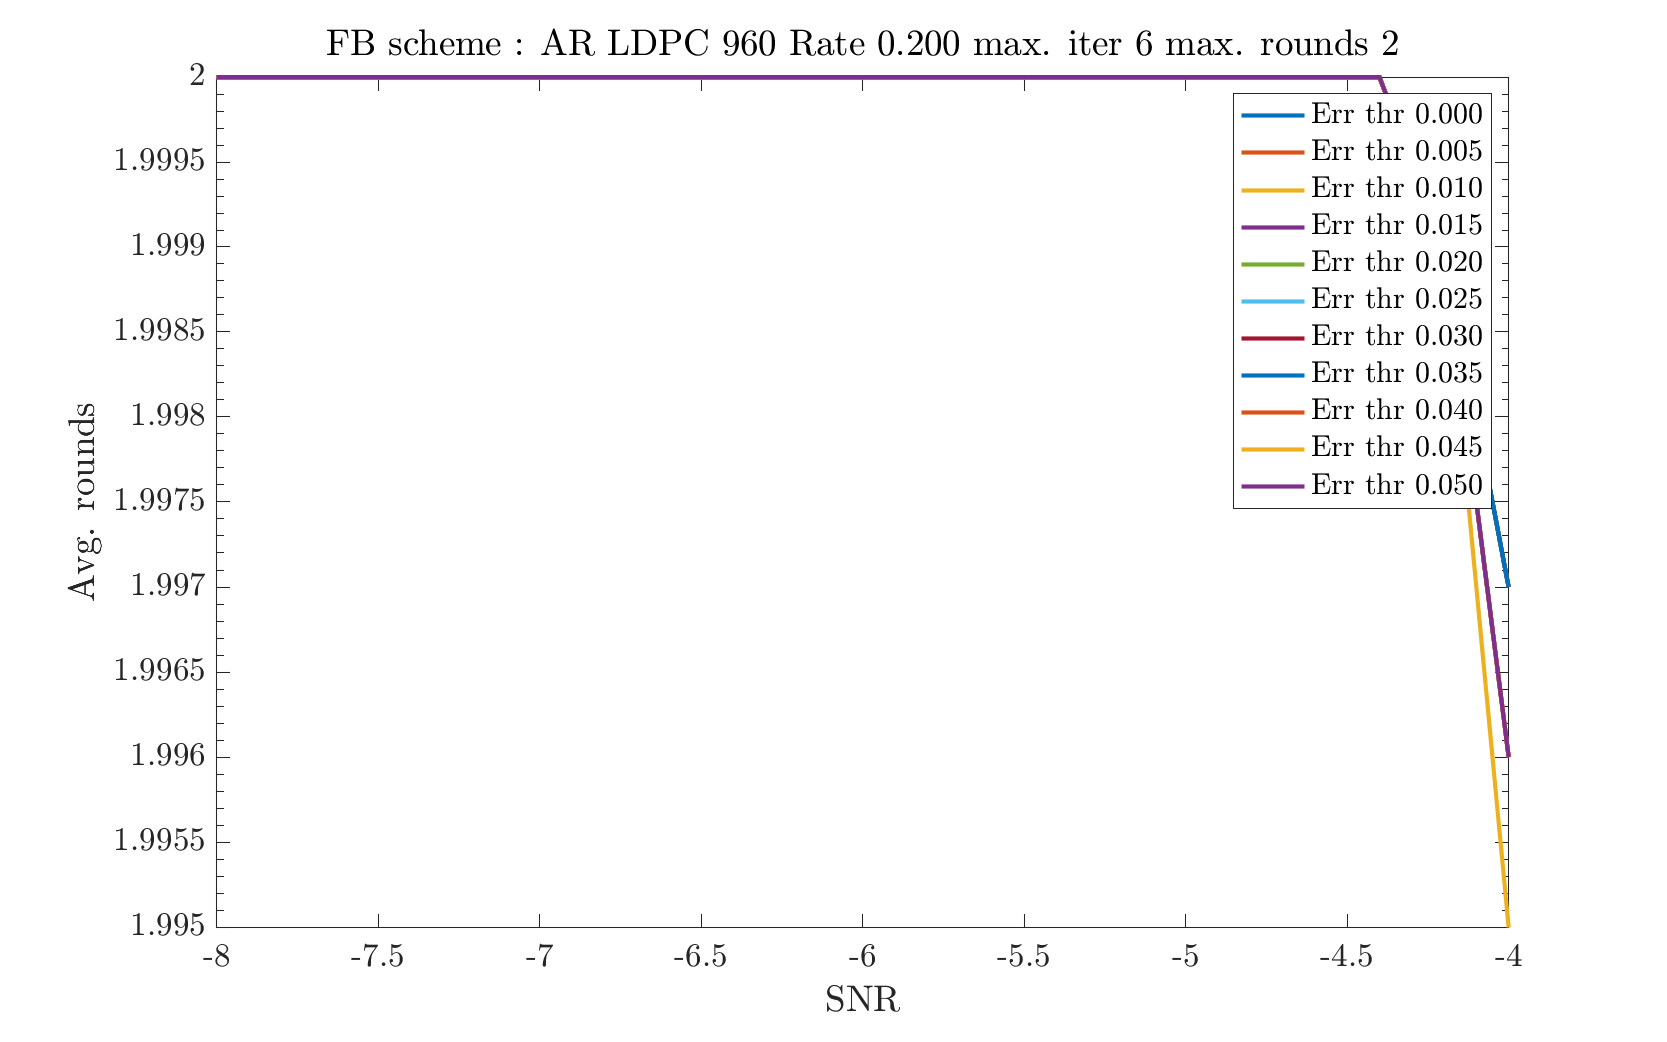 FB scheme : AR LDPC 960 Rate 0.200 max. iter 6 max. rounds 2
2
1.9995
1.999
1.9985
1.998
1.9975
1.997
1.9965
1.996
1.9955
1.995
Avg. rounds
Err thr 0.000
Err thr 0.005
Err thr 0.010
Err thr 0.015
Err thr 0.020
Err thr 0.025
Err thr 0.030
Err thr 0.035
Err thr 0.040
Err thr 0.045
Err thr 0.050
-8 -7.5 -7 -6.5 -6 -5.5 -5 -4.5 -4
SNR